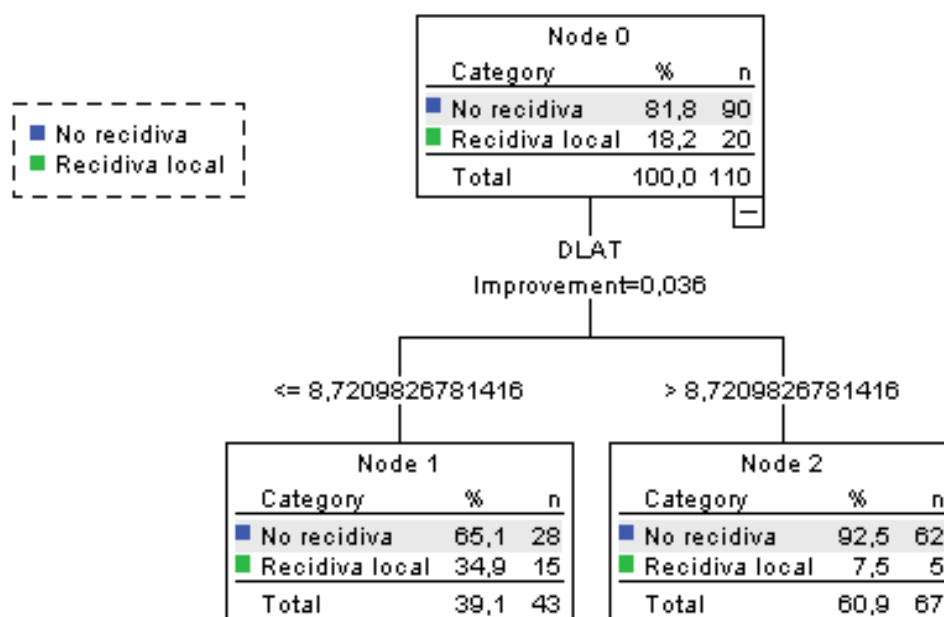 No recidiva
Recidiva local
Node 0
Category % n
No recidiva 81,8 90
Recidiva local 18,2 20
Total 100,0 110
DLAT
Improvement=0,036
<= 8,7209826781416
> 8,7209826781416
Node 1
Category % n
No recidiva 65,1 28
Recidiva local 34,9 15
Total 39,1 43
Node 2
Category % n
No recidiva 92,5 62
Recidiva local 7,5 5
Total 60,9 67